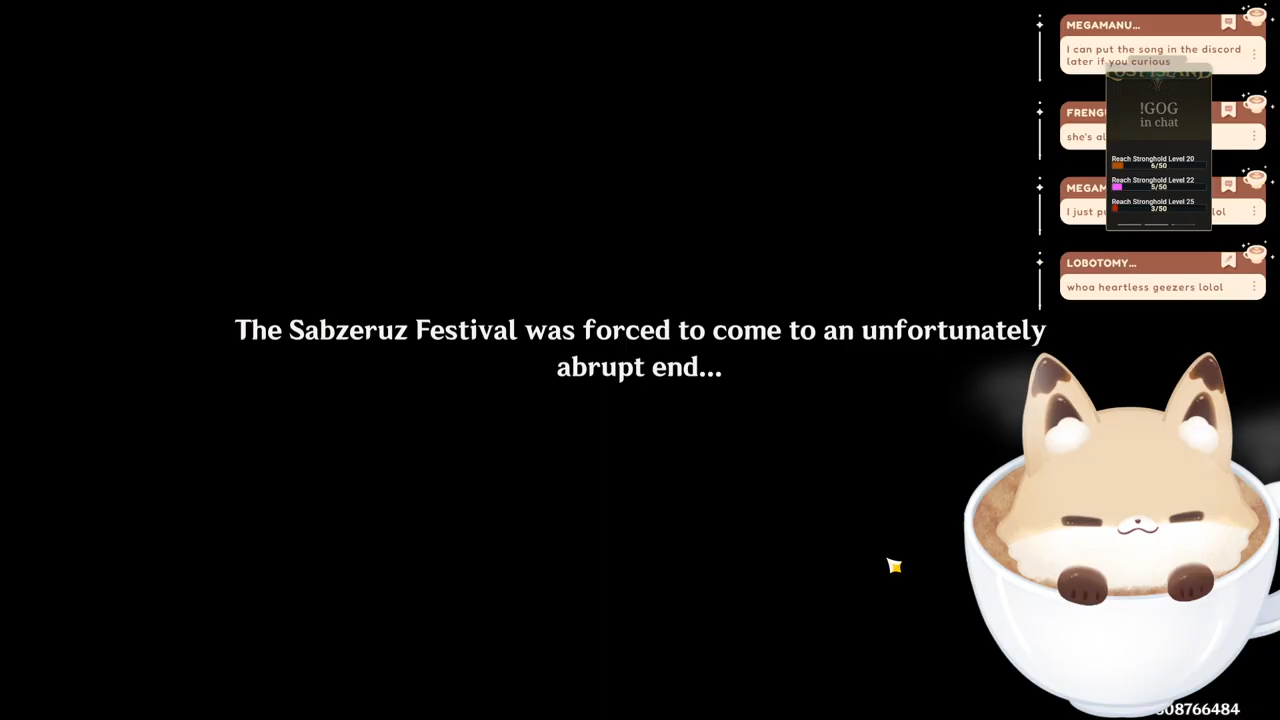 MEGAMANU...
I can put the song in the discord
later if you curious
!GOG
in chat
FRENG
she's al
Reach Stronghold Level 20
6/50
Reach Stronghold Level 22
5/50
Reach Stronghold Level 25
3/50
MEGAM
I just pu
lol
LOBOTOMY...
whoa heartless geezers lolol
The Sabzeruz Festival was forced to come to an unfortunately
abrupt end...
08766484